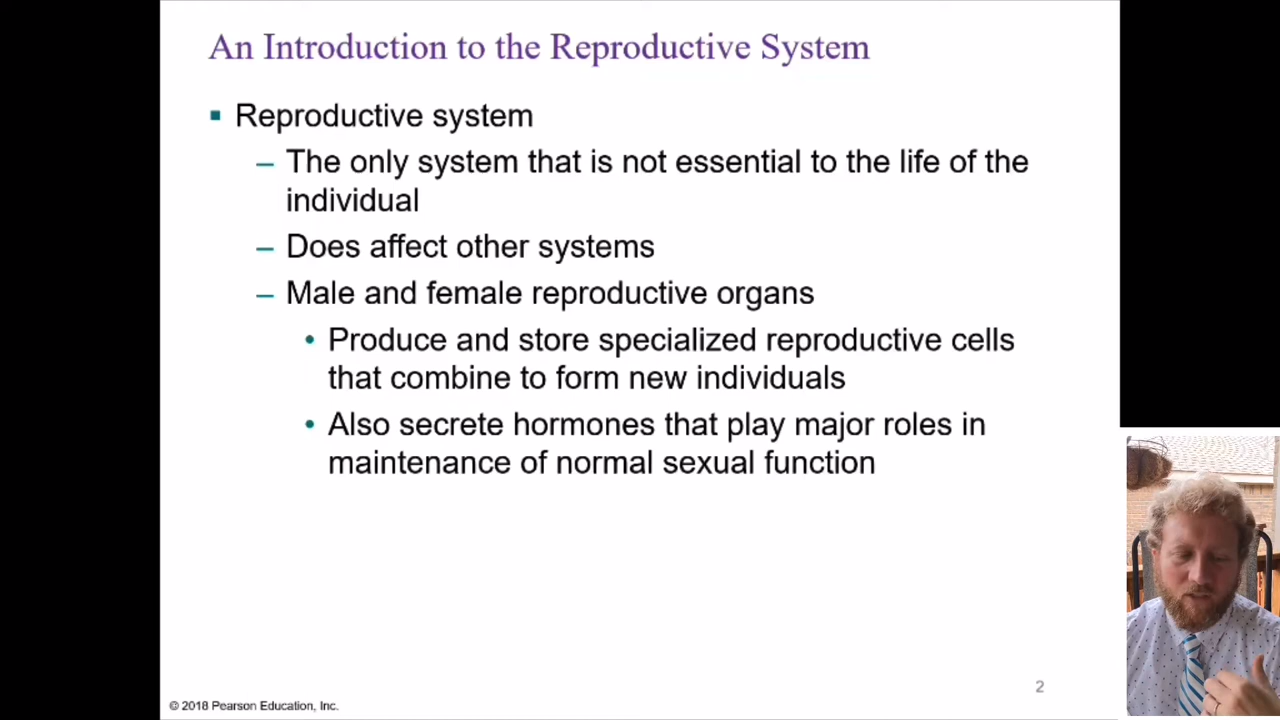 An Introduction to the Reproductive System
▪ Reproductive system
– The only system that is not essential to the life of the
individual
– Does affect other systems
– Male and female reproductive organs
• Produce and store specialized reproductive cells
that combine to form new individuals
• Also secrete hormones that play major roles in
maintenance of normal sexual function
2
© 2018 Pearson Education, Inc.